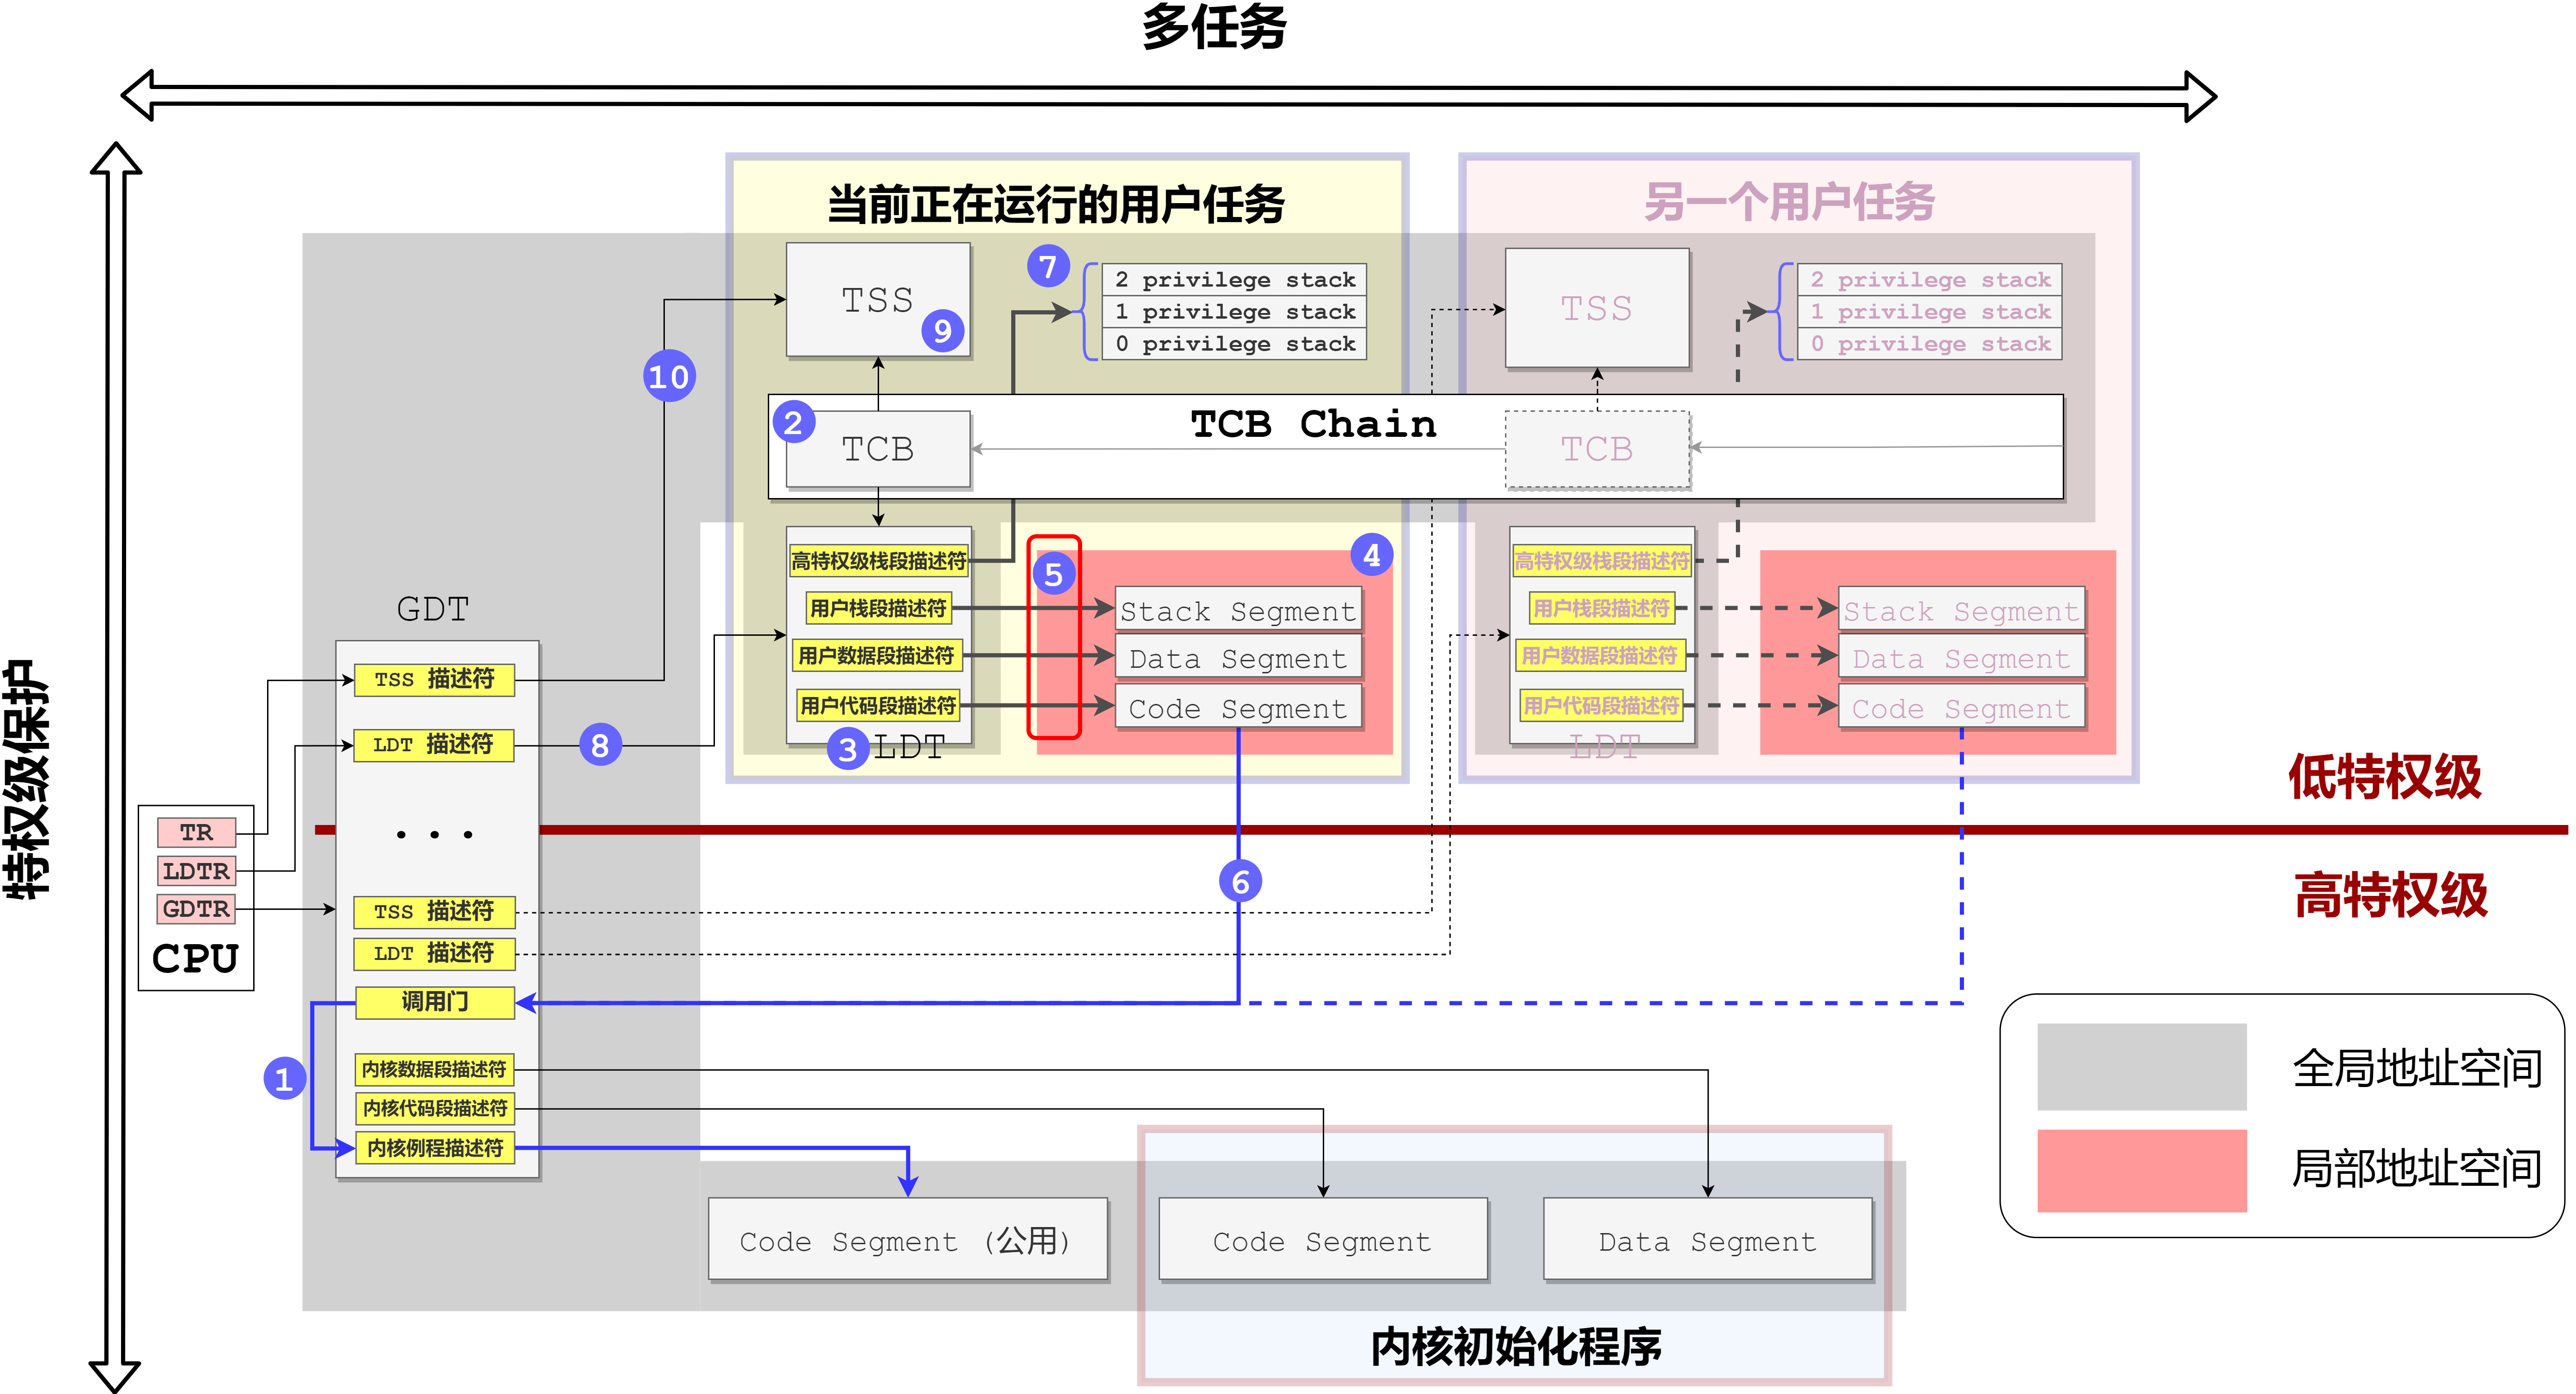 多任务
特权级保护
当前正在运行的用户任务
TSS
9
7
2 privilege stack
1 privilege stack
0 privilege stack
10
TCB Chain
2
TCB
高特权级栈段描述符
用户栈段描述符
用户数据段描述符
用户代码段描述符
3
LDT
5
4
Stack Segment
Data Segment
Code Segment
另一个用户任务
TSS
2 privilege stack
1 privilege stack
0 privilege stack
TCB
高特权级栈段描述符
用户栈段描述符
用户数据段描述符
用户代码段描述符
LDT
Stack Segment
Data Segment
Code Segment
GDT
TSS 描述符
LDT 描述符
8
...
TSS 描述符
LDT 描述符
调用门
内核数据段描述符
内核代码段描述符
内核例程描述符
1
6
TR
LDTR
GDTR
CPU
低特权级
高特权级
Code Segment (公用)
Code Segment
Data Segment
内核初始化程序
全局地址空间
局部地址空间